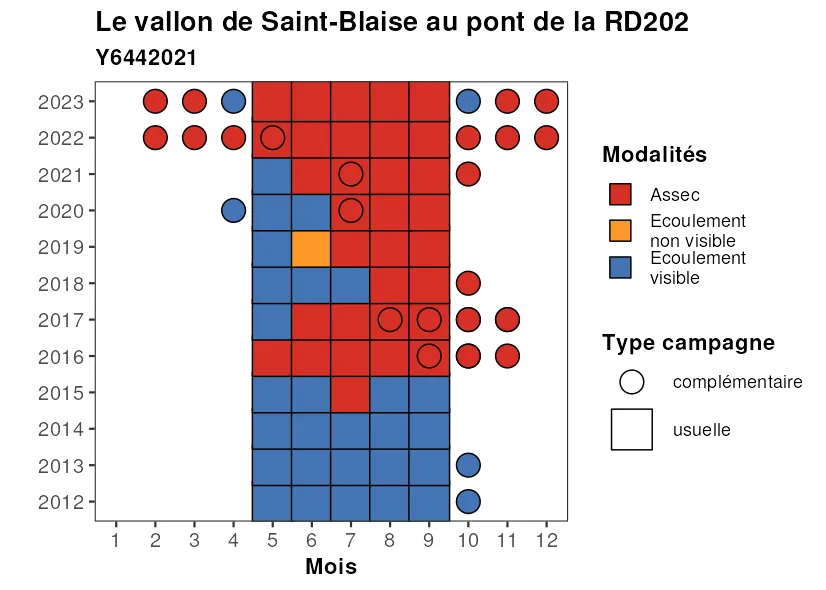 Le vallon de Saint-Blaise au pont de la RD202
Y6442021
2023
2022
2021
2020
2019
2018
2017
2016
2015
2014
2013
2012
1 2 3 4 5 6 7 8 9 10 11 12
Mois
Modalités
Assec
Ecoulement
non visible
Ecoulement
visible
Type campagne
complémentaire
usuelle